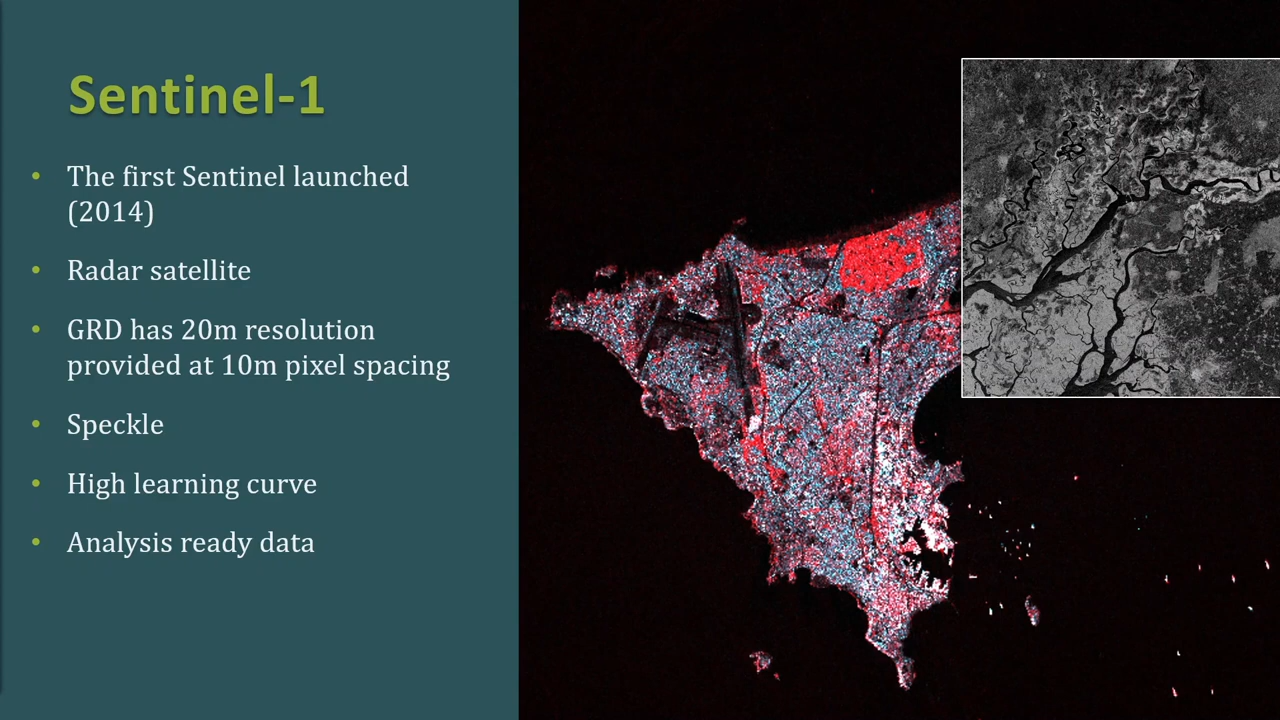 Sentinel-1
• The first Sentinel launched
(2014)
• Radar satellite
• GRD has 20m resolution
provided at 10m pixel spacing
• Speckle
• High learning curve
• Analysis ready data